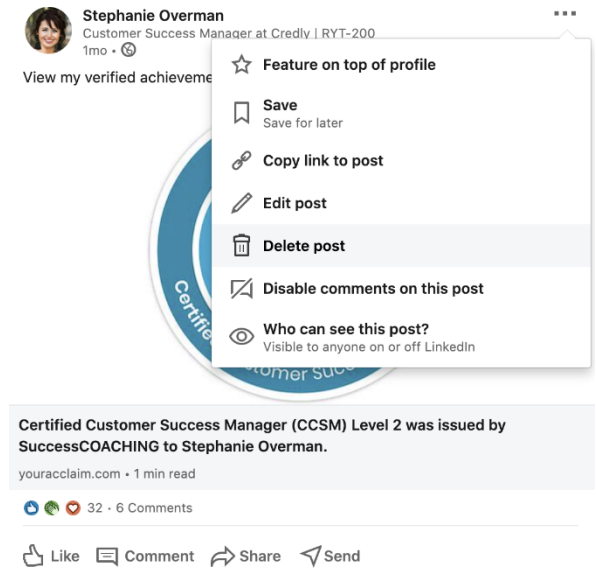 Stephanie Overman
Customer Success Manager at Credly | RYT-200
1mo •
View my verified achieveme
Feature on top of profile
Save
Save for later
Copy link to post
Edit post
Delete post
Disable comments on this post
Who can see this post?
Visible to anyone on or off LinkedIn
Certifie
tomer Suc
Certified Customer Success Manager (CCSM) Level 2 was issued by
SuccessCOACHING to Stephanie Overman.
youracclaim.com • 1 min read
32 · 6 Comments
Like Comment Share Send